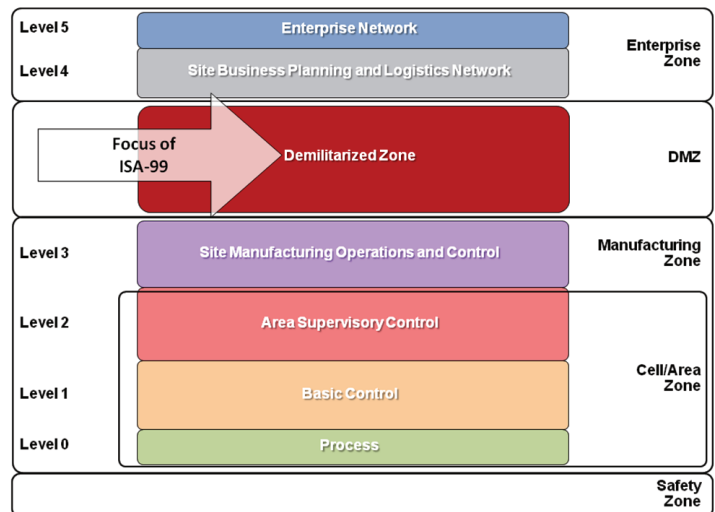 Level 5
Enterprise Network
Enterprise
Zone
Level 4
Site Business Planning and Logistics Network
Focus of
ISA-99
Demilitarized Zone
DMZ
Level 3
Site Manufacturing Operations and Control
Manufacturing
Zone
Level 2
Area Supervisory Control
Cell/Area
Zone
Level 1
Basic Control
Level 0
Process
Safety
Zone